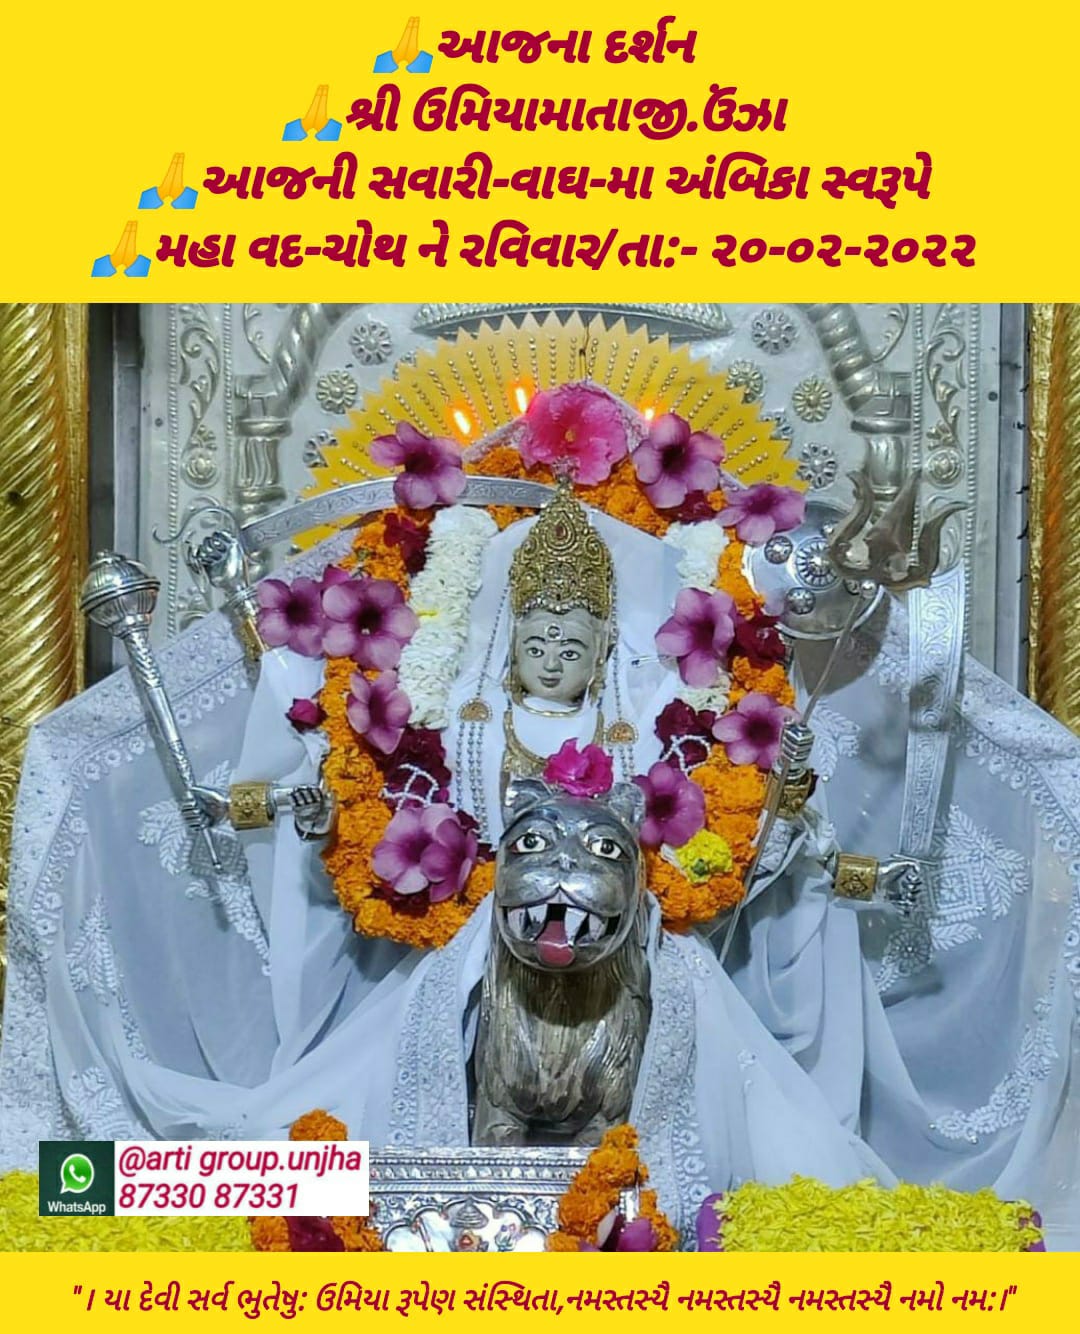 🙏આજના દર્શન
🙏શ્રી ઉમિયામાતાજી.ઉંઝા
🙏આજની સવારી-વાઘ-મા અંબિકા સ્વરૂપે
🙏મહા વદ-ચોથ ને રવિવાર/તા:- ૨૦-૦૨-૨૦૨૨
@arti group.unjha
WhatsApp 87330 87331
"। યા દેવી સર્વ ભુતેષુ: ઉમિયા રૂપેણ સંસ્થિતા,નમસ્તસ્યૈ નમસ્તસ્યૈ નમસ્તસ્યૈ નમો નમ:।"